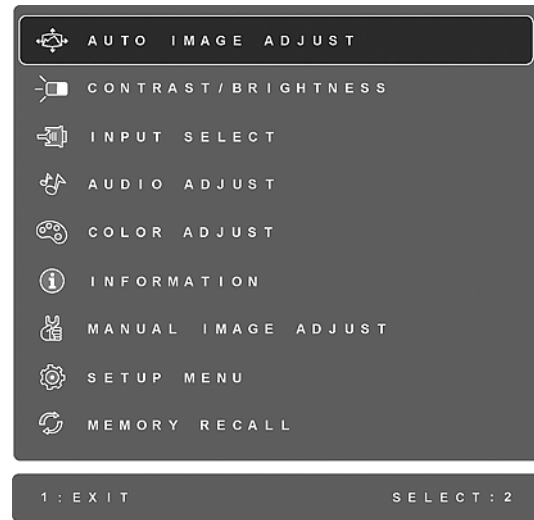 AUTO IMAGE ADJUST
CONTRAST/BRIGHTNESS
INPUT SELECT
AUDIO ADJUST
COLOR ADJUST
INFORMATION
MANUAL IMAGE ADJUST
SETUP MENU
MEMORY RECALL
1:EXIT SELECT:2